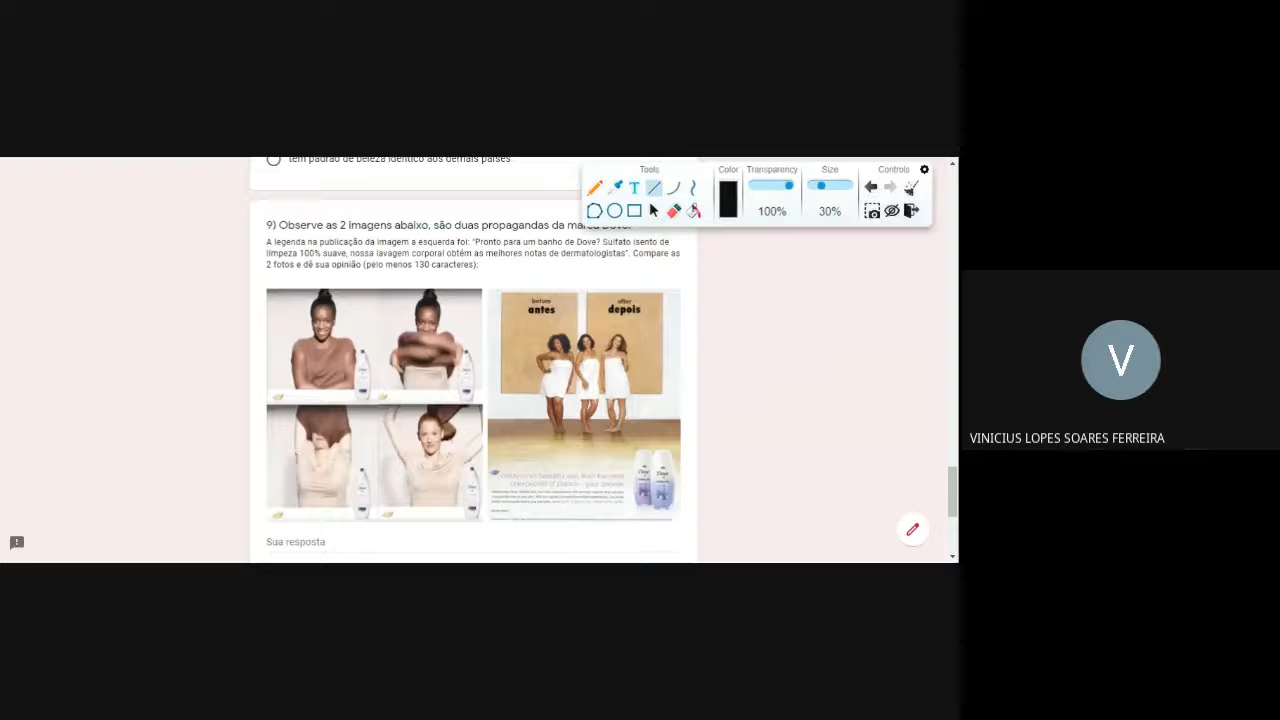 tem padrão de beleza idêntico aos demais países
Tools
Color
Transparency
Size
Controls
100%
30%
9) Observe as 2 imagens abaixo, são duas propagandas da marca Dove.
A legenda na publicação da imagem a esquerda foi: "Pronto para um banho de Dove? Sulfato isento de
limpeza 100% suave, nossa lavagem corporal obtém as melhores notas de dermatologistas". Compare as
2 fotos e dê sua opinião (pelo menos 130 caracteres):
before
antes
after
depois
Dove
Dove
Sua resposta
V
VINICIUS LOPES SOARES FERREIRA